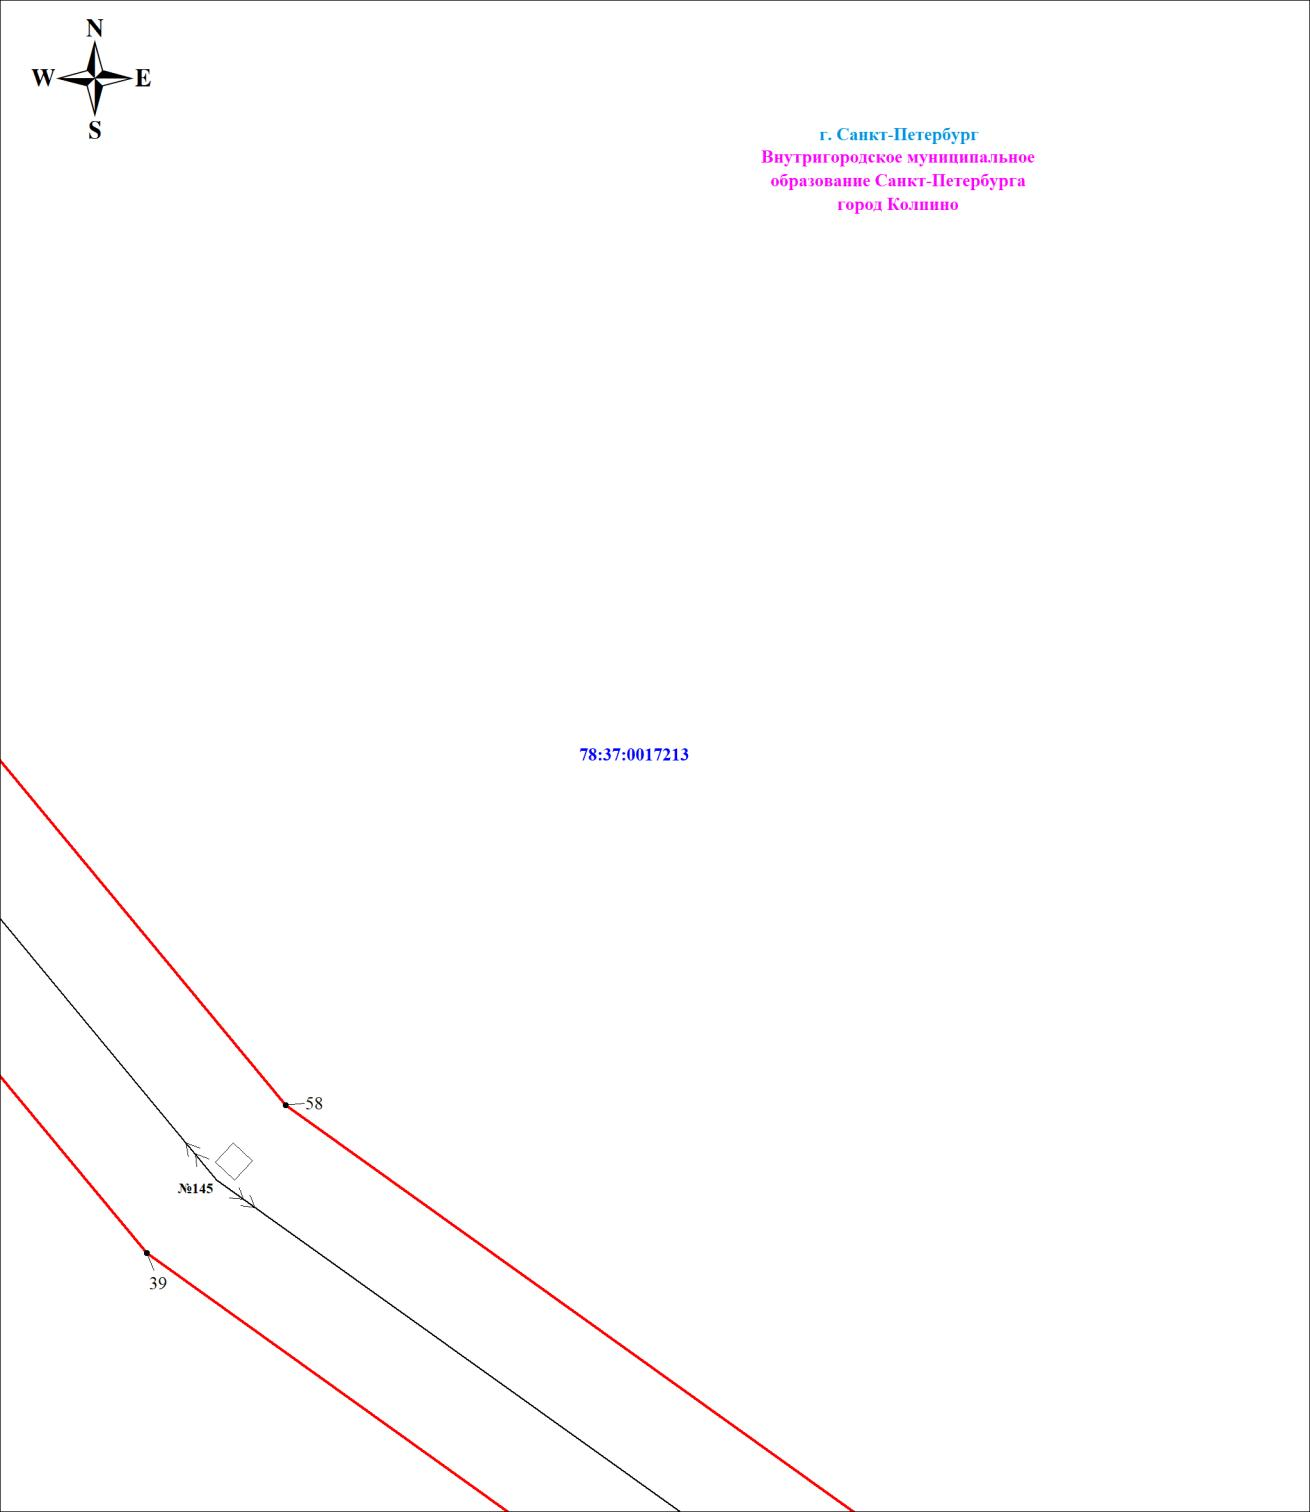 N
W E
S
г. Санкт-Петербург
Внутригородское муниципальное
образование Санкт-Петербурга
город Колпино
78:37:0017213
58
№145
39